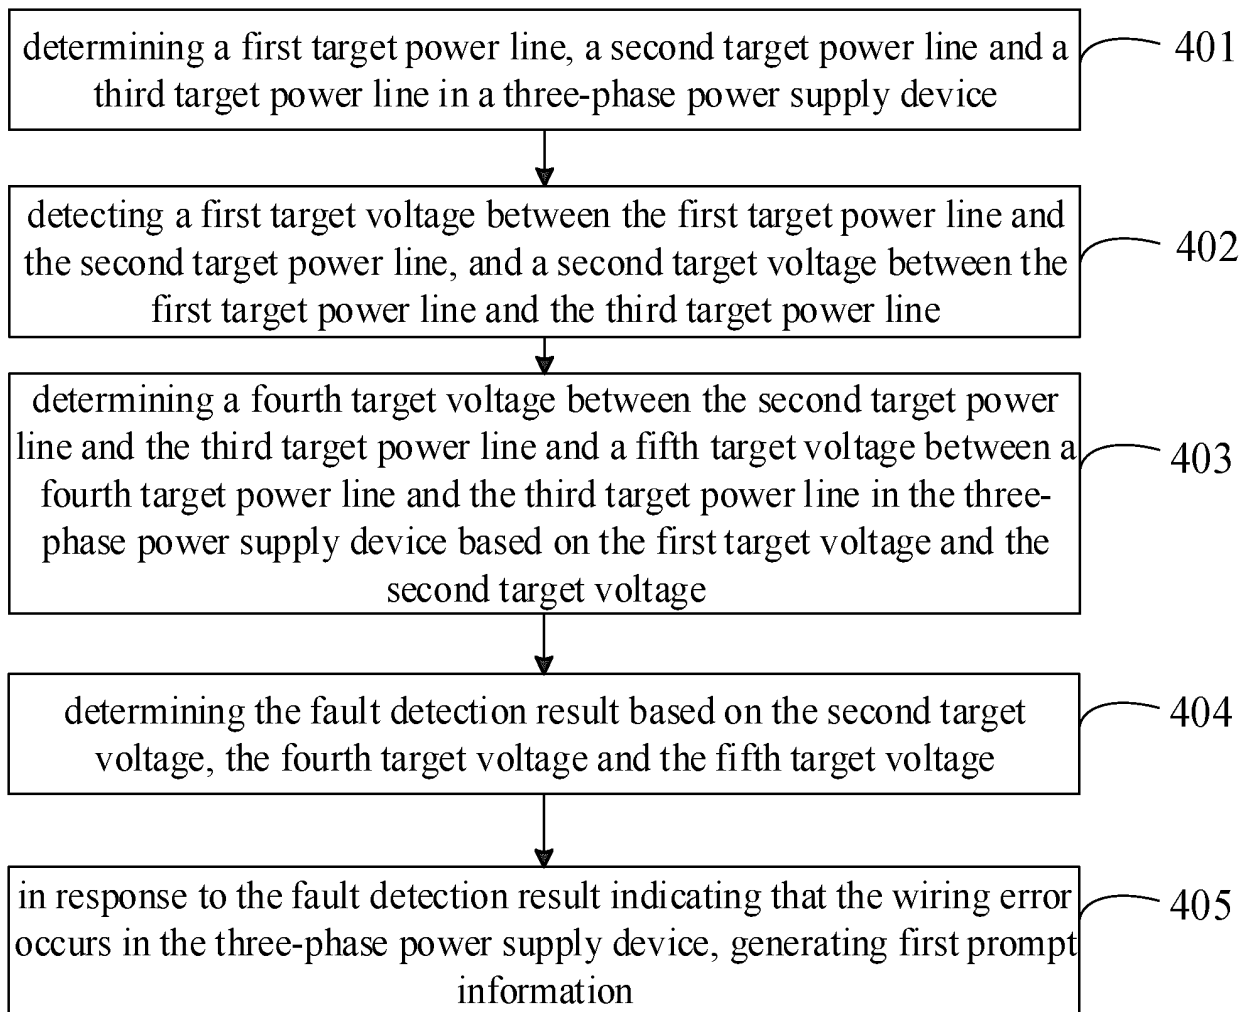 determining a first target power line, a second target power line and a
third target power line in a three-phase power supply device
401
detecting a first target voltage between the first target power line and
the second target power line, and a second target voltage between the
first target power line and the third target power line
402
determining a fourth target voltage between the second target power
line and the third target power line and a fifth target voltage between a
fourth target power line and the third target power line in the three-
phase power supply device based on the first target voltage and the
second target voltage
403
determining the fault detection result based on the second target
voltage, the fourth target voltage and the fifth target voltage
404
in response to the fault detection result indicating that the wiring error
occurs in the three-phase power supply device, generating first prompt
information
405